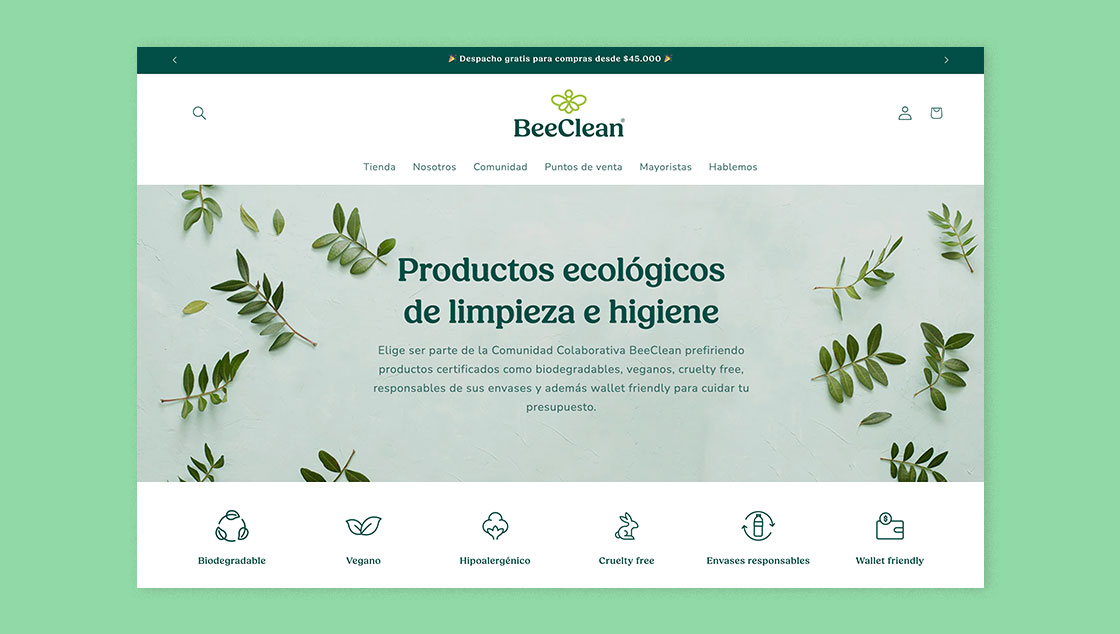 🎉 Despacho gratis para compras desde $45.000 🎉
BeeClean®
Tienda Nosotros Comunidad Puntos de venta Mayoristas Hablemos
Productos ecológicos
de limpieza e higiene
Elige ser parte de la Comunidad Colaborativa BeeClean prefiriendo
productos certificados como biodegradables, veganos, cruelty free,
responsables de sus envases y además wallet friendly para cuidar tu
presupuesto.
Biodegradable Vegano Hipoalergénico Cruelty free Envases responsables Wallet friendly